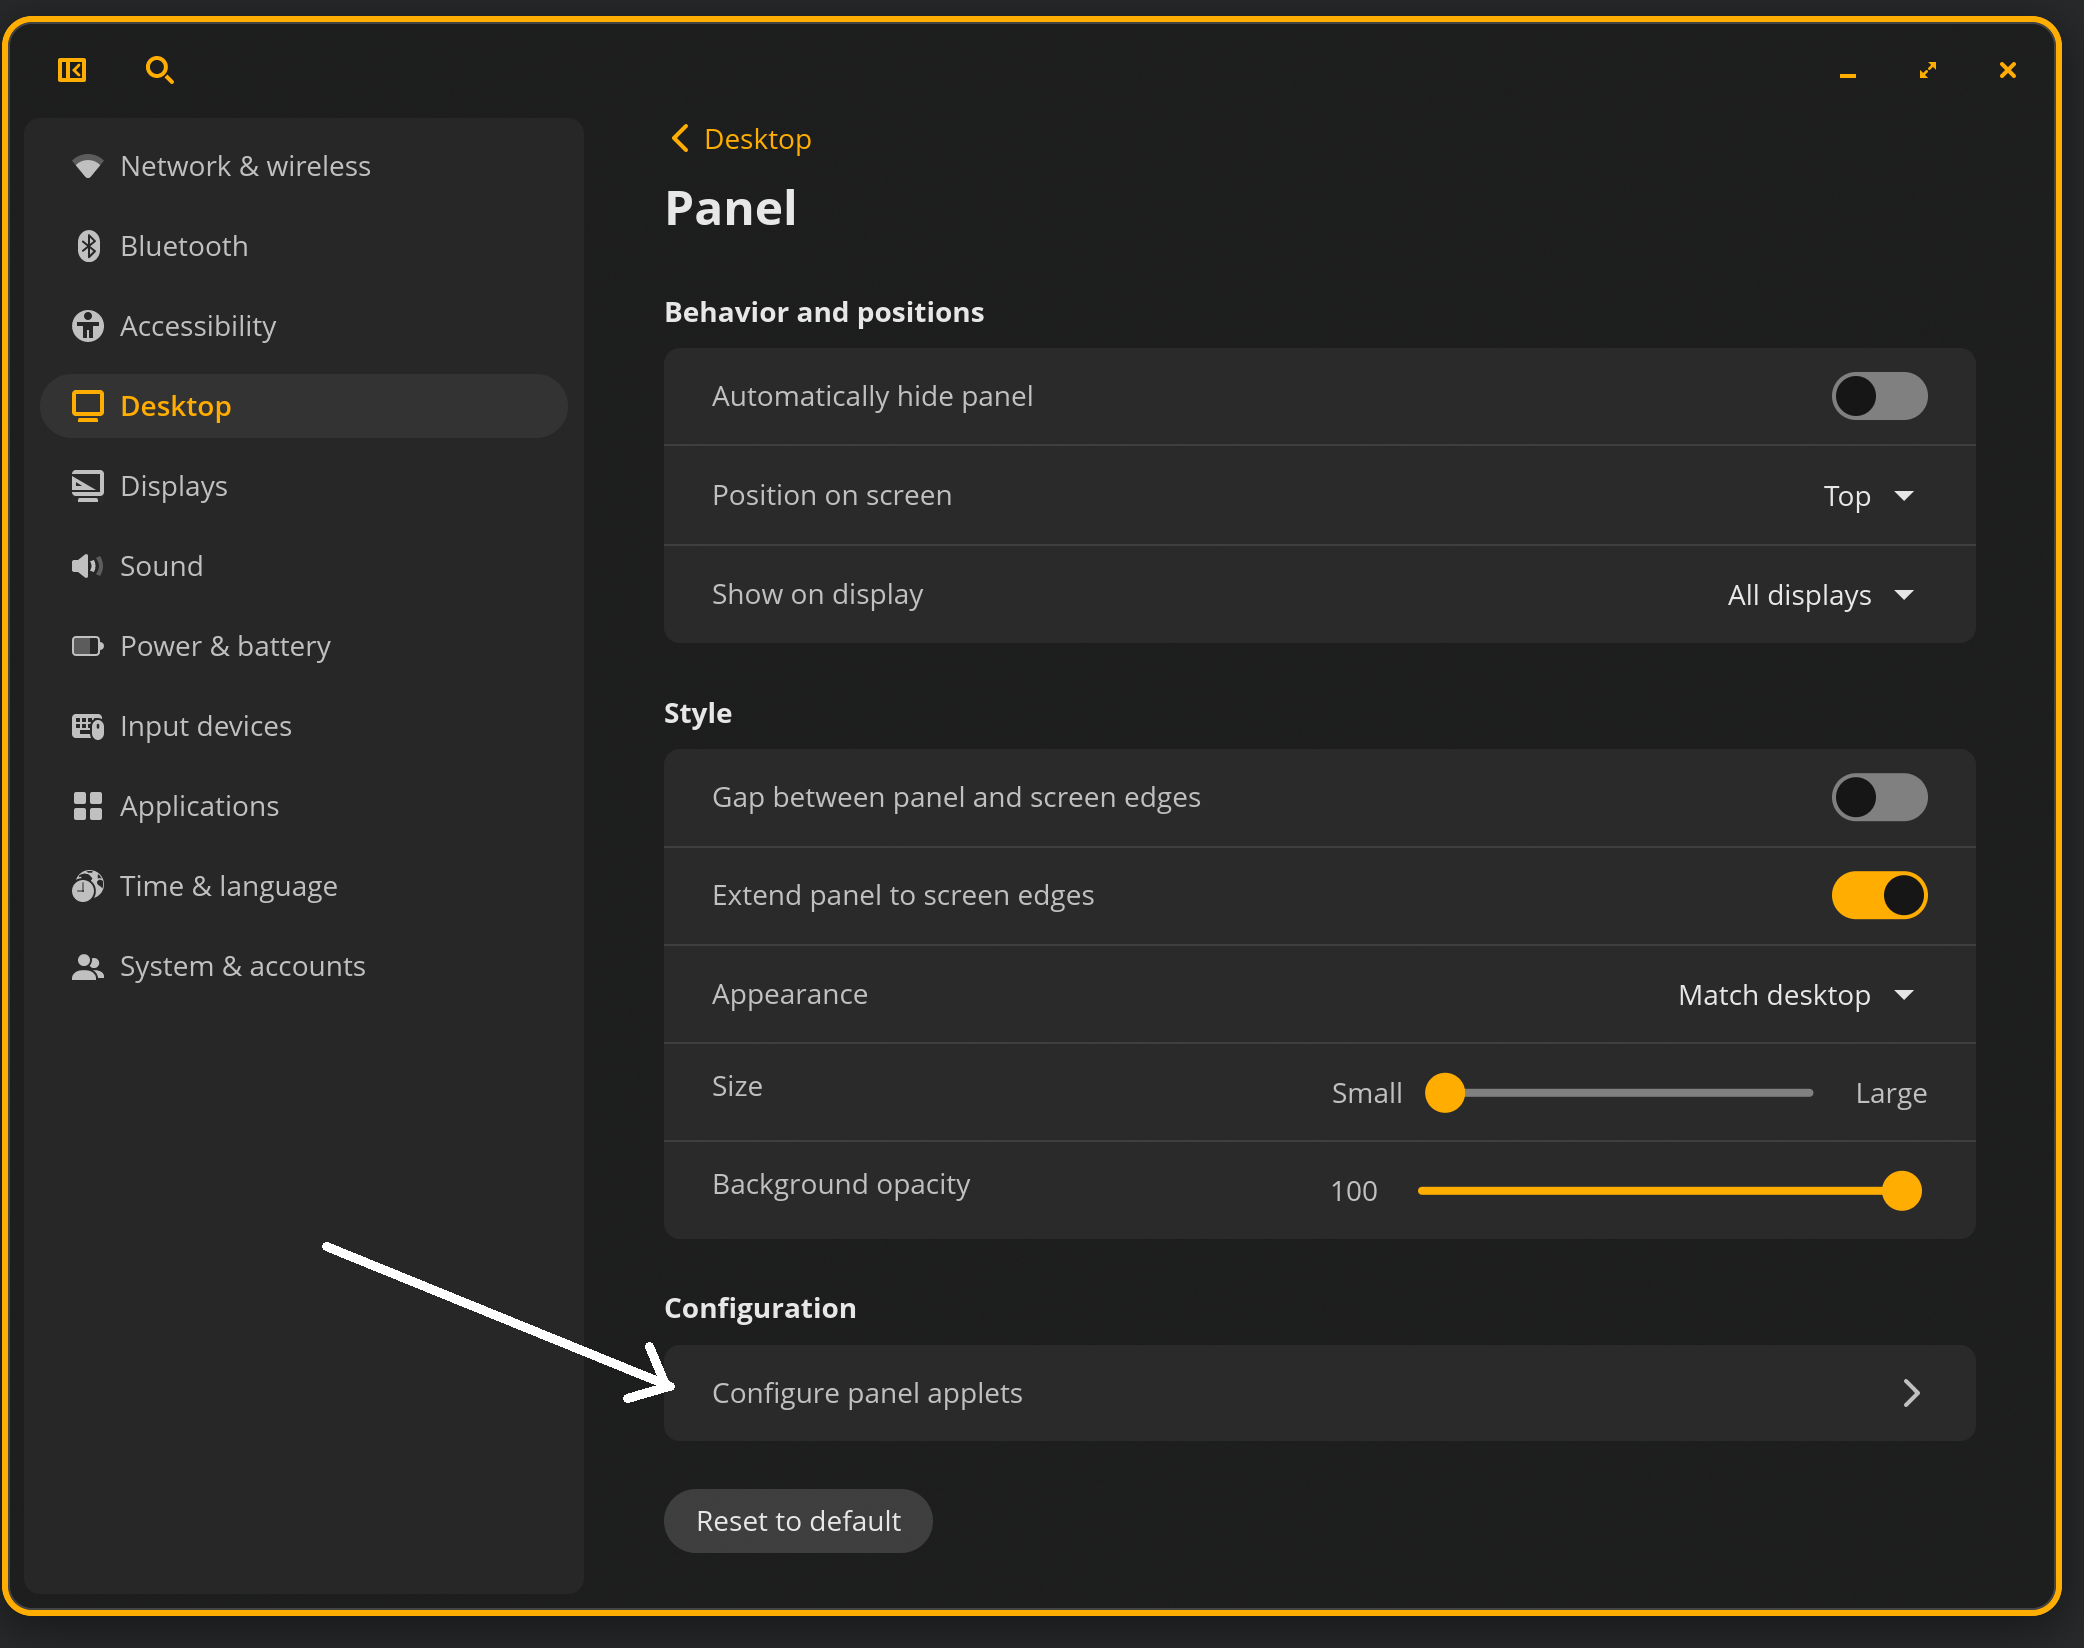 Desktop
Panel
Network & wireless
Bluetooth
Accessibility
Desktop
Displays
Sound
Power & battery
Input devices
Applications
Time & language
System & accounts
Behavior and positions
Automatically hide panel
Position on screen Top
Show on display All displays
Style
Gap between panel and screen edges
Extend panel to screen edges
Appearance Match desktop
Size Small Large
Background opacity 100
Configuration
Configure panel applets
Reset to default